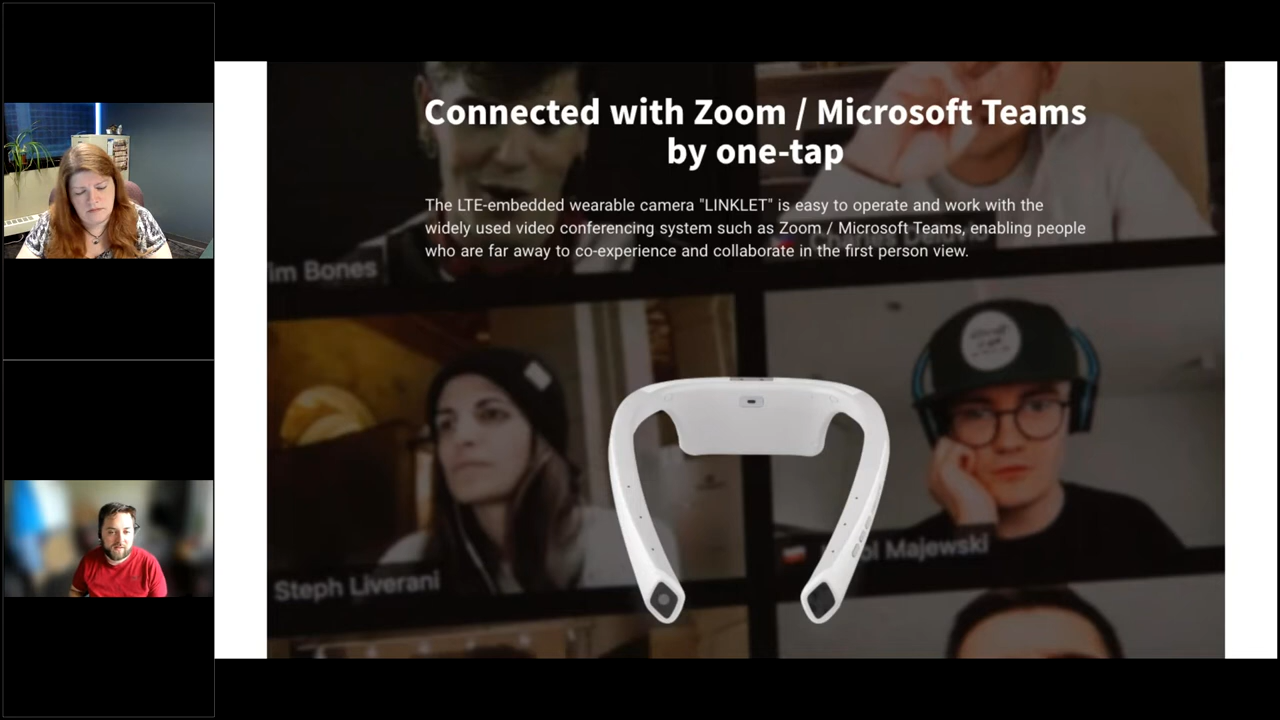 Connected with Zoom / Microsoft Teams
by one-tap
The LTE-embedded wearable camera "LINKLET" is easy to operate and work with the
widely used video conferencing system such as Zoom / Microsoft Teams, enabling people
who are far away to co-experience and collaborate in the first person view.
im Bones
Steph Liverani
Majewski